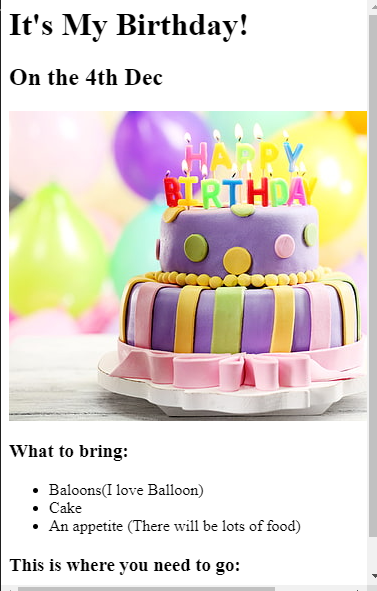 It's My Birthday!
On the 4th Dec
HAPPY
BIRTHDAY
What to bring:
Baloons(I love Balloon)
Cake
An appetite (There will be lots of food)
This is where you need to go: